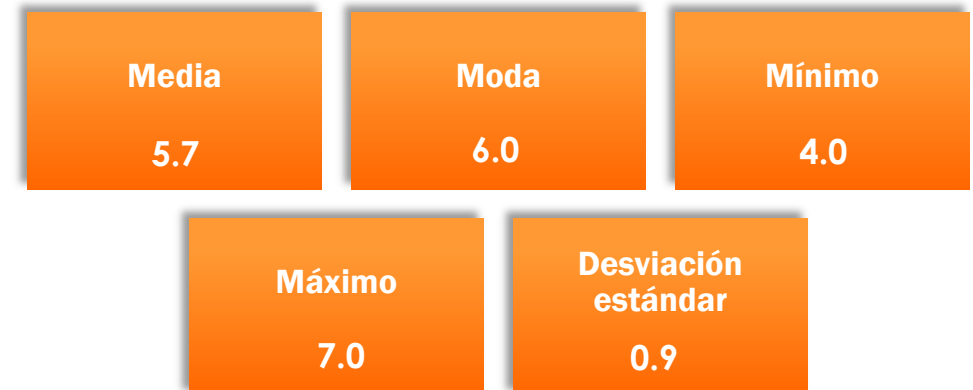 Media
5.7
Moda
6.0
Mínimo
4.0
Máximo
7.0
Desviación
estándar
0.9